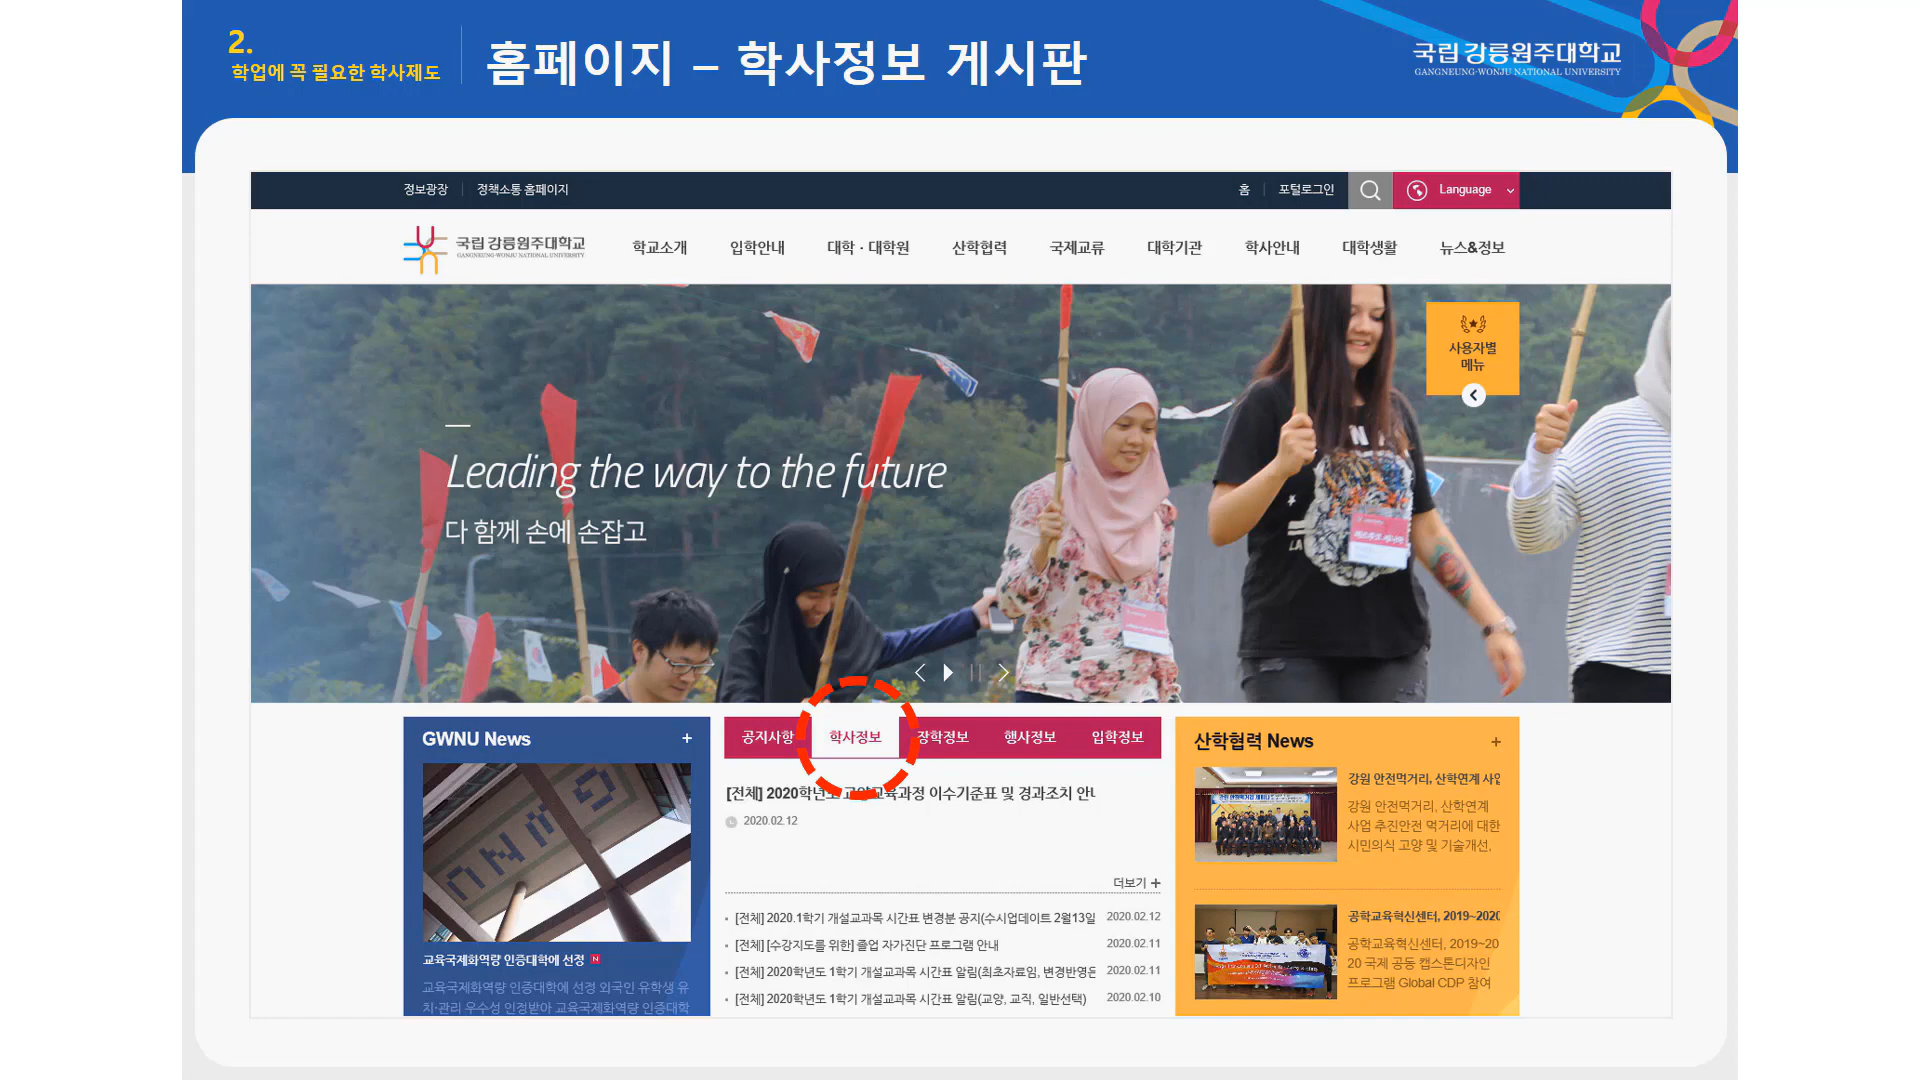 2.
학업에 꼭 필요한 학사제도
홈페이지 – 학사정보 게시판
국립 강릉원주대학교
GANGNEUNG-WONJU NATIONAL UNIVERSITY
정보광장
정책소통 홈페이지
홈
포털로그인
Language
국립 강릉원주대학교
GANGNEUNG-WONJU NATIONAL UNIVERSITY
학교소개 입학안내 대학 · 대학원 산학협력 국제교류 대학기관 학사안내 대학생활 뉴스&정보
사용자별
메뉴
Leading the way to the future
다 함께 손에 손잡고
GWNU News +
GWNU
교육국제화역량 인증대학에 선정 N
교육국제화역량 인증대학에 선정 외국인 유학생 유
치·관리 우수성 인정받아 교육국제화역량 인증대학
공지사항 학사정보 장학정보 행사정보 입학정보
[전체] 2020학년도 교양교육과정 이수기준표 및 경과조치 안내
2020.02.12
더보기 +
[전체] 2020.1학기 개설교과목 시간표 변경분 공지(수시업데이트 2월13일 2020.02.12
[전체] [수강지도를 위한] 졸업 자가진단 프로그램 안내 2020.02.11
[전체] 2020학년도 1학기 개설교과목 시간표 알림(최초자료임, 변경반영은 2020.02.11
[전체] 2020학년도 1학기 개설교과목 시간표 알림(교양, 교직, 일반선택) 2020.02.10
산학협력 News +
강원 안전먹거리, 산학연계 사업
강원 안전먹거리, 산학연계
사업 추진안전 먹거리에 대한
시민의식 고양 및 기술개선,
공학교육혁신센터, 2019~2020
공학교육혁신센터, 2019~20
20 국제 공동 캡스톤디자인
프로그램 Global CDP 참여